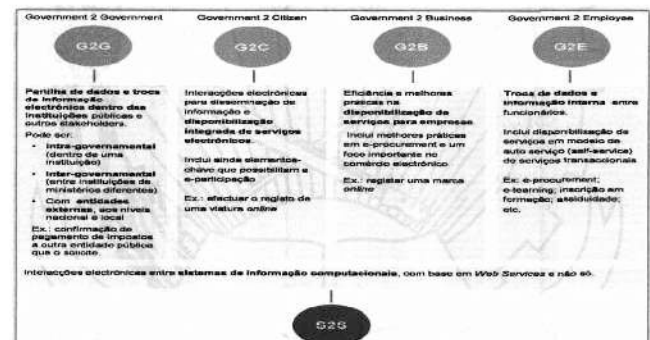 Government 2 Government
G2G
Partilha de dados e troca
de informação
electrónica dentro das
instituições públicas e
outros stakeholders.
Pode ser:
• Intra-governamental
(dentro de uma
instituição)
• Inter-governamental
(entre instituições de
ministérios diferentes)
• Com entidades
externas, aos níveis
nacional e local
Ex.: confirmação de
pagamento de impostos
a outra entidade pública
que o solicite.
Government 2 Citizen
G2C
Interacções electrónicas
para disseminação de
informação e
disponibilização
integrada de serviços
electrónicos.
Inclui ainda elementos-
chave que possibilitam a
e-participação
Ex.: efectuar o registo de
uma viatura online
Government 2 Business
G2B
Eficiência e melhores
práticas na
disponibilização de
serviços para empresas
Inclui melhores práticas
em e-procurement e um
foco importante no
comércio electrónico
Ex.: registar uma marca
online
Government 2 Employee
G2E
Troca de dados e
informação interna entre
funcionários.
Inclui disponibilização de
serviços em modelo de
auto serviço (self-service)
de serviços transaccionais
Ex: e-procurement;
e-learning; inscrição em
formação; assiduidade;
etc.
Interacções electrónicas entre sistemas de informação computacionais, com base em Web Services e não só.
S2S